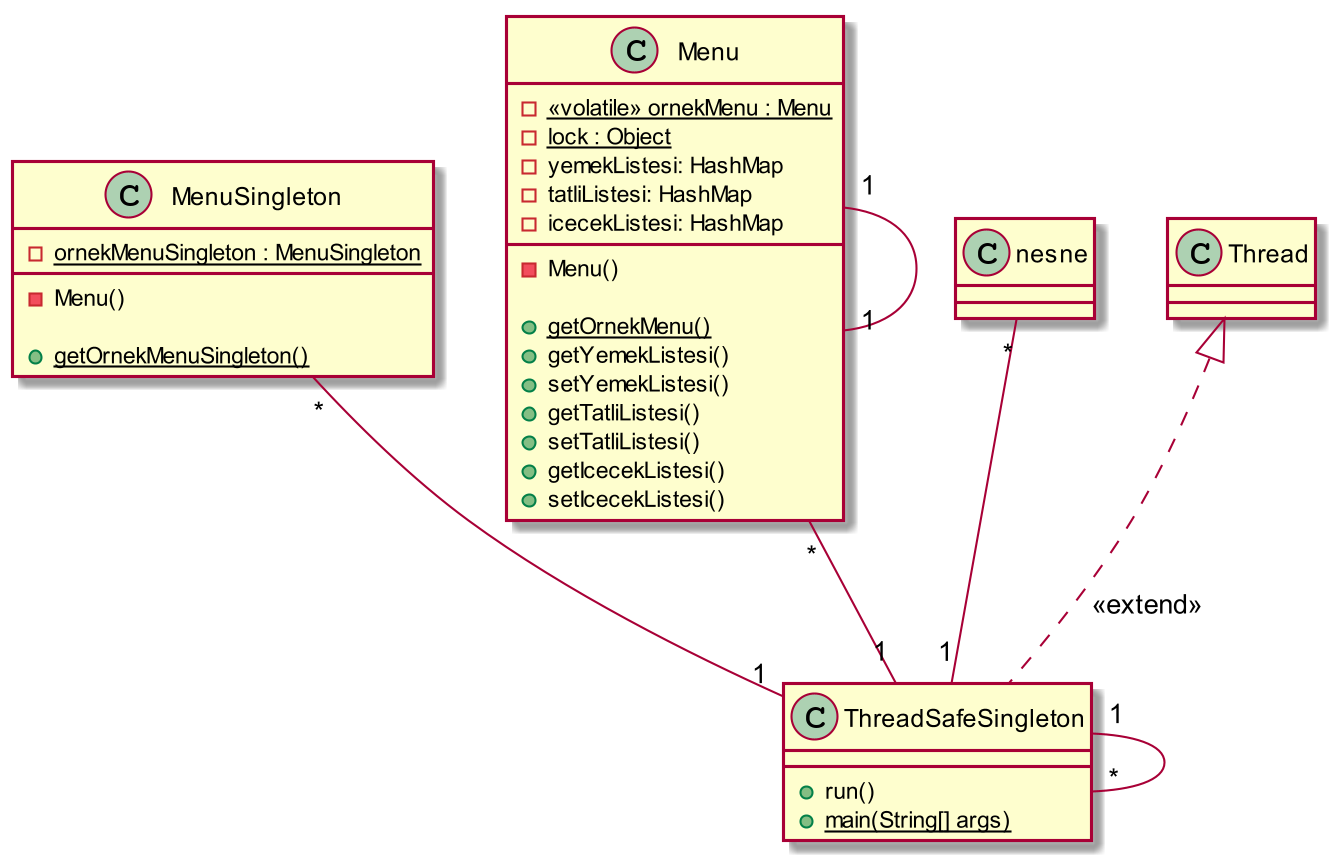 C MenuSingleton
ornekMenuSingleton : MenuSingleton
Menu()
getOrnekMenuSingleton()
C Menu
«volatile» ornekMenu : Menu
lock : Object
yemekListesi: HashMap
tatliListesi: HashMap
icecekListesi: HashMap
Menu()
getOrnekMenu()
getYemekListesi()
setYemekListesi()
getTatliListesi()
setTatliListesi()
getIcecekListesi()
setIcecekListesi()
1
1
C nesne
C Thread
*
*
*
«extend»
1
1
1
C ThreadSafeSingleton
run()
main(String[] args)
1
*